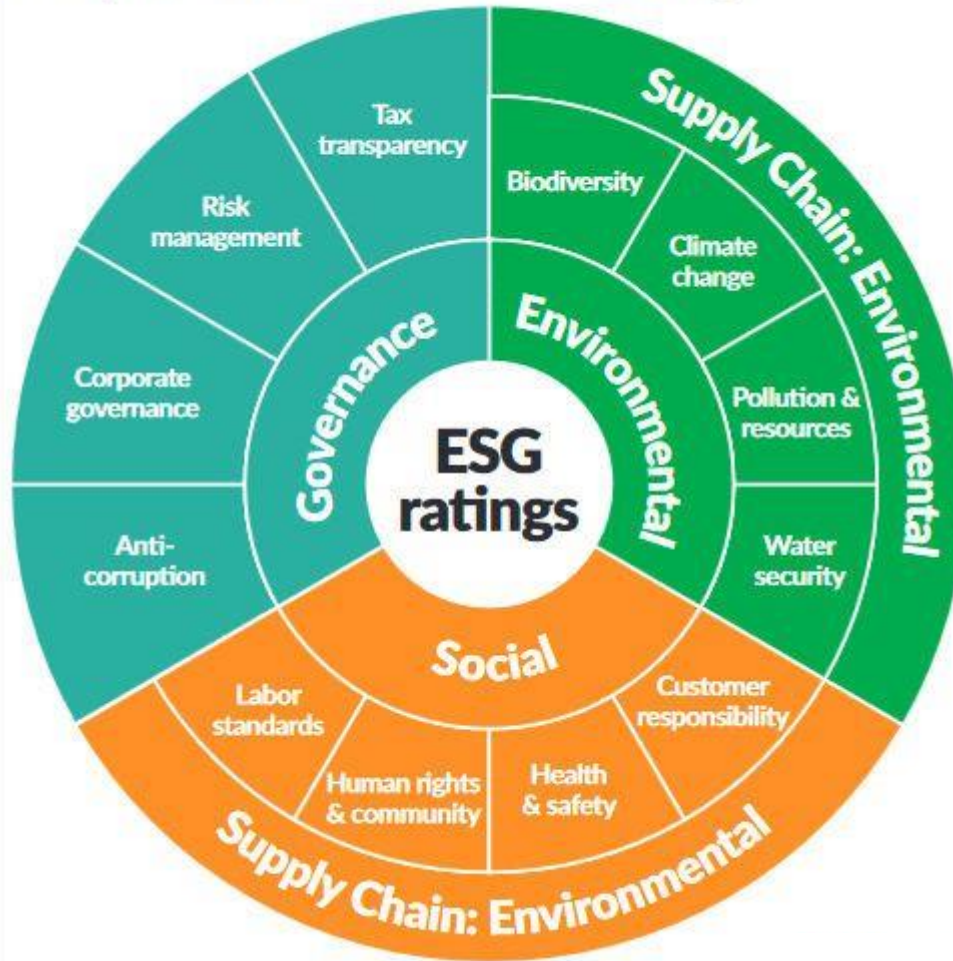 ESG
ratings
Governance
Tax
transparency
Risk
management
Corporate
governance
Anti-
corruption
Environmental
Biodiversity
Climate
change
Pollution &
resources
Water
security
Supply Chain: Environmental
Social
Labor
standards
Human rights
& community
Health
& safety
Customer
responsibility
Supply Chain: Environmental